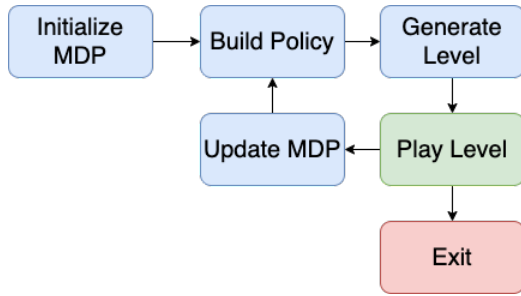 Initialize
MDP
Build Policy
Generate
Level
Update MDP
Play Level
Exit